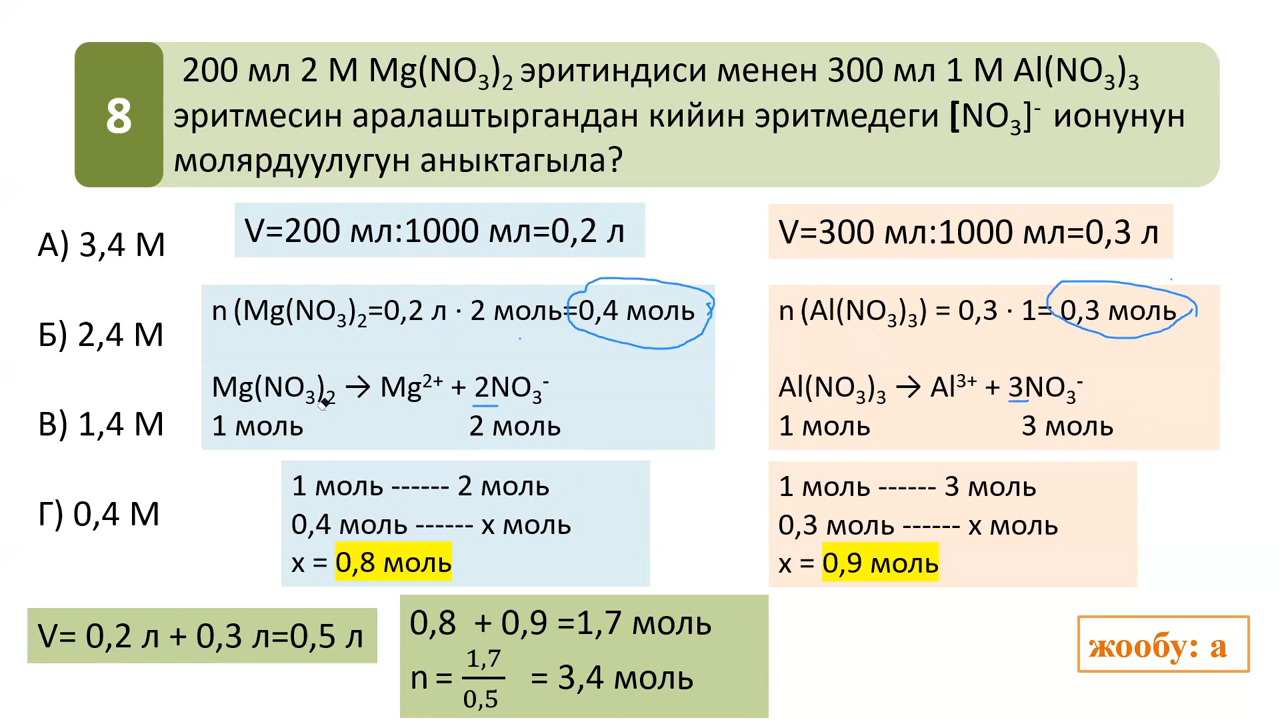 8
200 мл 2 М Mg(NO₃)₂ эритиндиси менен 300 мл 1 М Al(NO₃)₃
эритмесин аралаштыргандан кийин эритмедеги [NO₃]⁻ ионунун
молярдуулугун аныктагыла?
А) 3,4 М
Б) 2,4 М
В) 1,4 М
Г) 0,4 М
V=200 мл:1000 мл=0,2 л
n (Mg(NO₃)₂=0,2 л · 2 моль=0,4 моль
Mg(NO₃)₂ → Mg²⁺ + 2NO₃⁻
1 моль 2 моль
1 моль ------ 2 моль
0,4 моль ------ х моль
х = 0,8 моль
V=300 мл:1000 мл=0,3 л
n (Al(NO₃)₃) = 0,3 · 1= 0,3 моль
Al(NO₃)₃ → Al³⁺ + 3NO₃⁻
1 моль 3 моль
1 моль ------ 3 моль
0,3 моль ------ х моль
х = 0,9 моль
V= 0,2 л + 0,3 л=0,5 л
0,8 + 0,9 =1,7 моль
n = 1,7/0,5 = 3,4 моль
жообу: а